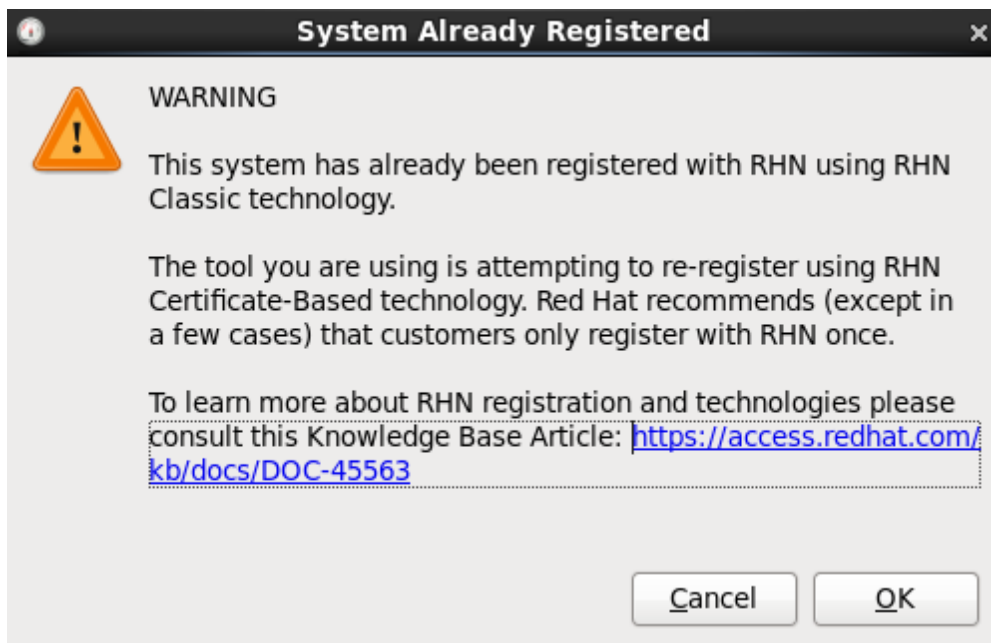 System Already Registered
WARNING
This system has already been registered with RHN using RHN
Classic technology.
The tool you are using is attempting to re-register using RHN
Certificate-Based technology. Red Hat recommends (except in
a few cases) that customers only register with RHN once.
To learn more about RHN registration and technologies please
consult this Knowledge Base Article: https://access.redhat.com/
kb/docs/DOC-45563
Cancel OK